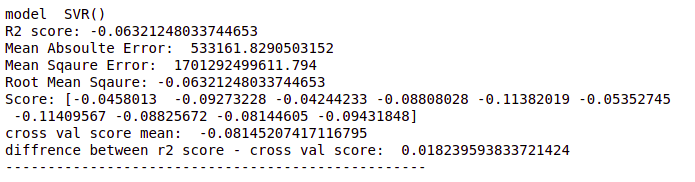 model  SVR()
R2 score: -0.06321248033744653
Mean Absoulte Error:  533161.8290503152
Mean Sqaure Error:  1701292499611.794
Root Mean Sqaure: -0.06321248033744653
Score: [-0.0458013  -0.09273228 -0.04244233 -0.08808028 -0.11382019 -0.05352745
 -0.11409567 -0.08825672 -0.08144605 -0.09431848]
cross val score mean:  -0.08145207417116795
diffrence between r2 score - cross val score:  0.018239593833721424
--------------------------------------------------